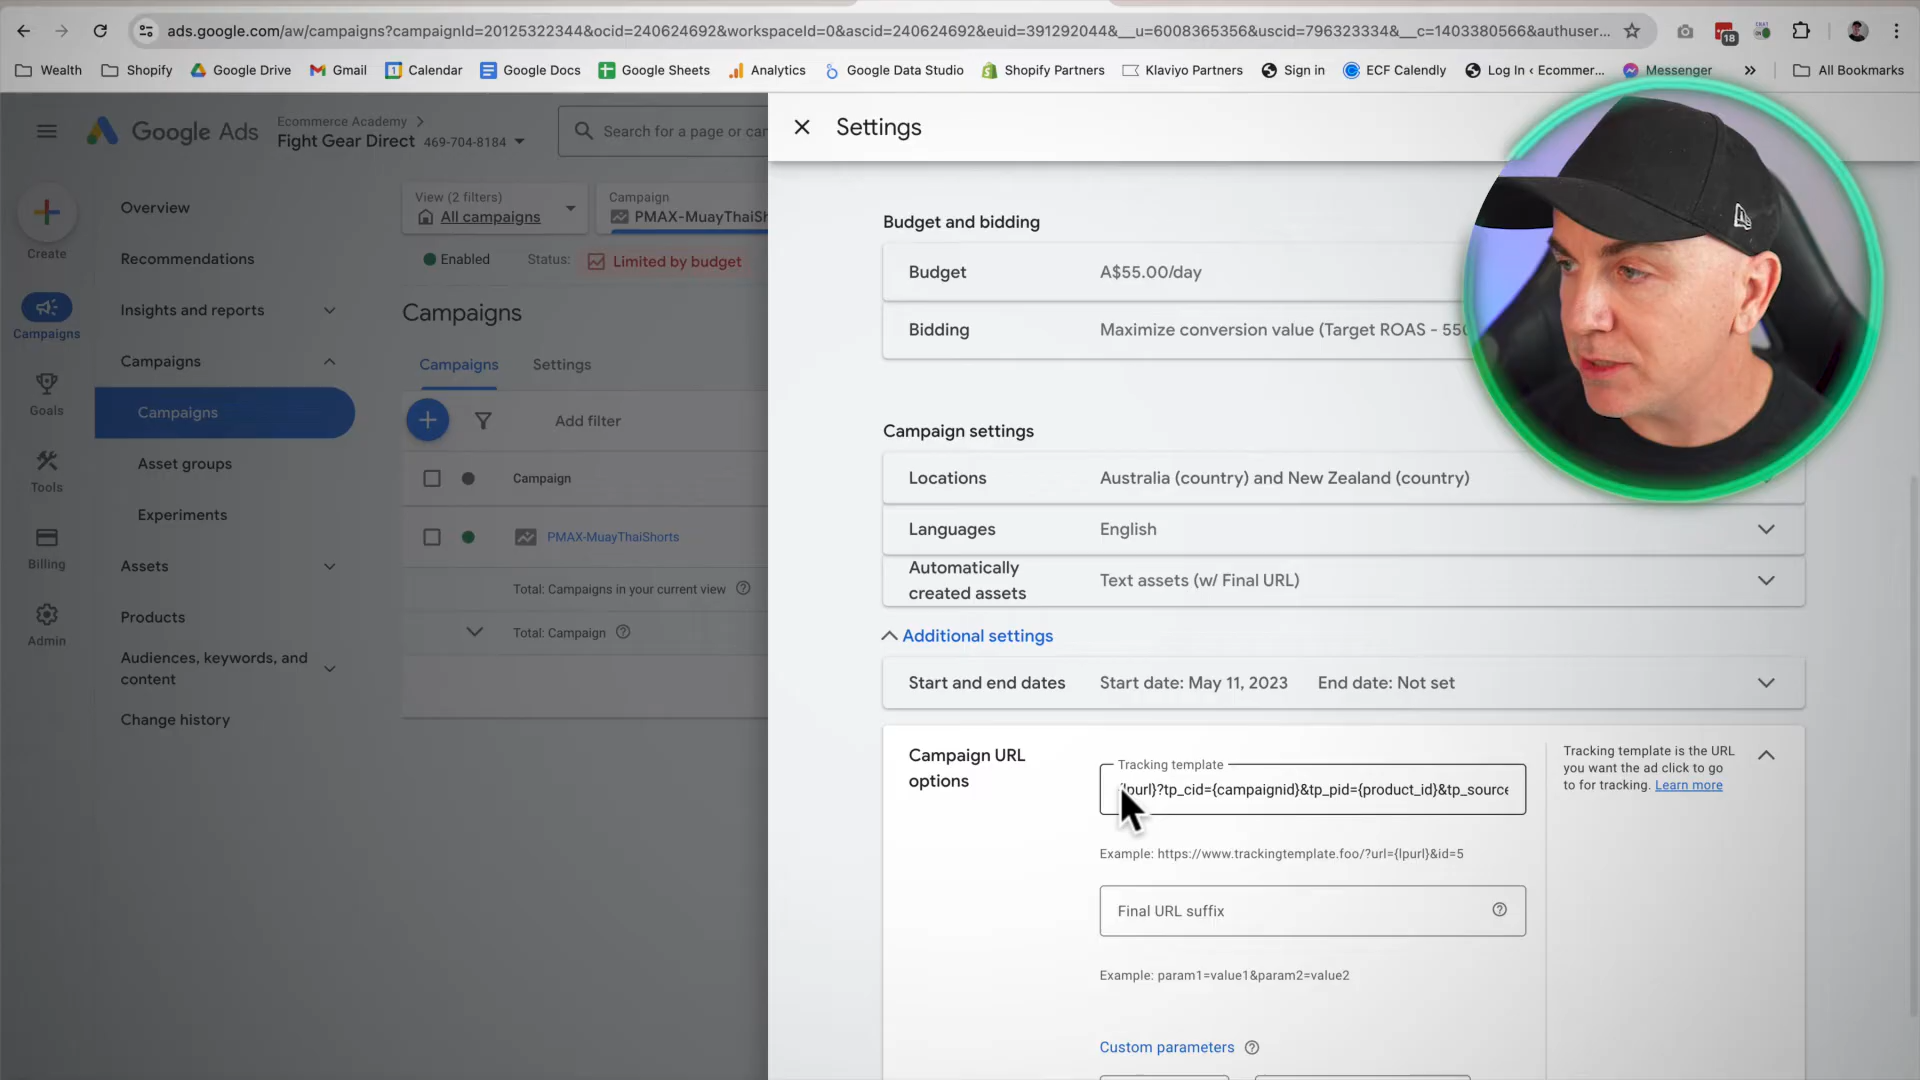 ads.google.com/aw/campaigns?campaignId=20125322344&ocid=240624692&workspaceId=0&ascid=240624692&euid=391292044&__u=6008365356&uscid=796323334&__c=1403380566&authuser...
18
Wealth
Shopify
Google Drive
Gmail
Calendar
Google Docs
Google Sheets
Analytics
Google Data Studio
Shopify Partners
Klaviyo Partners
Sign in
ECF Calendly
Log In ‹ Ecommer...
Messenger
»
All Bookmarks
Google Ads
Ecommerce Academy
Fight Gear Direct 469-704-8184
Search for a page or can
Settings
Create
Campaigns
Goals
Tools
Billing
Admin
Overview
Recommendations
Insights and reports
Campaigns
Campaigns
Asset groups
Experiments
Assets
Products
Audiences, keywords, and
content
Change history
View (2 filters)
All campaigns
Campaign
PMAX-MuayThaiSh
Enabled
Status:
Limited by budget
Campaigns
Campaigns
Settings
Add filter
Campaign
PMAX-MuayThaiShorts
Total: Campaigns in your current view
Total: Campaign
Budget and bidding
Budget
A$55.00/day
Bidding
Maximize conversion value (Target ROAS - 550
Campaign settings
Locations
Australia (country) and New Zealand (country)
Languages
English
Automatically
created assets
Text assets (w/ Final URL)
Additional settings
Start and end dates
Start date: May 11, 2023
End date: Not set
Campaign URL
options
Tracking template
{lpurl}?tp_cid={campaignid}&tp_pid={product_id}&tp_source
Example: https://www.trackingtemplate.foo/?url={lpurl}&id=5
Final URL suffix
Example: param1=value1&param2=value2
Custom parameters
Tracking template is the URL
you want the ad click to go
to for tracking. Learn more